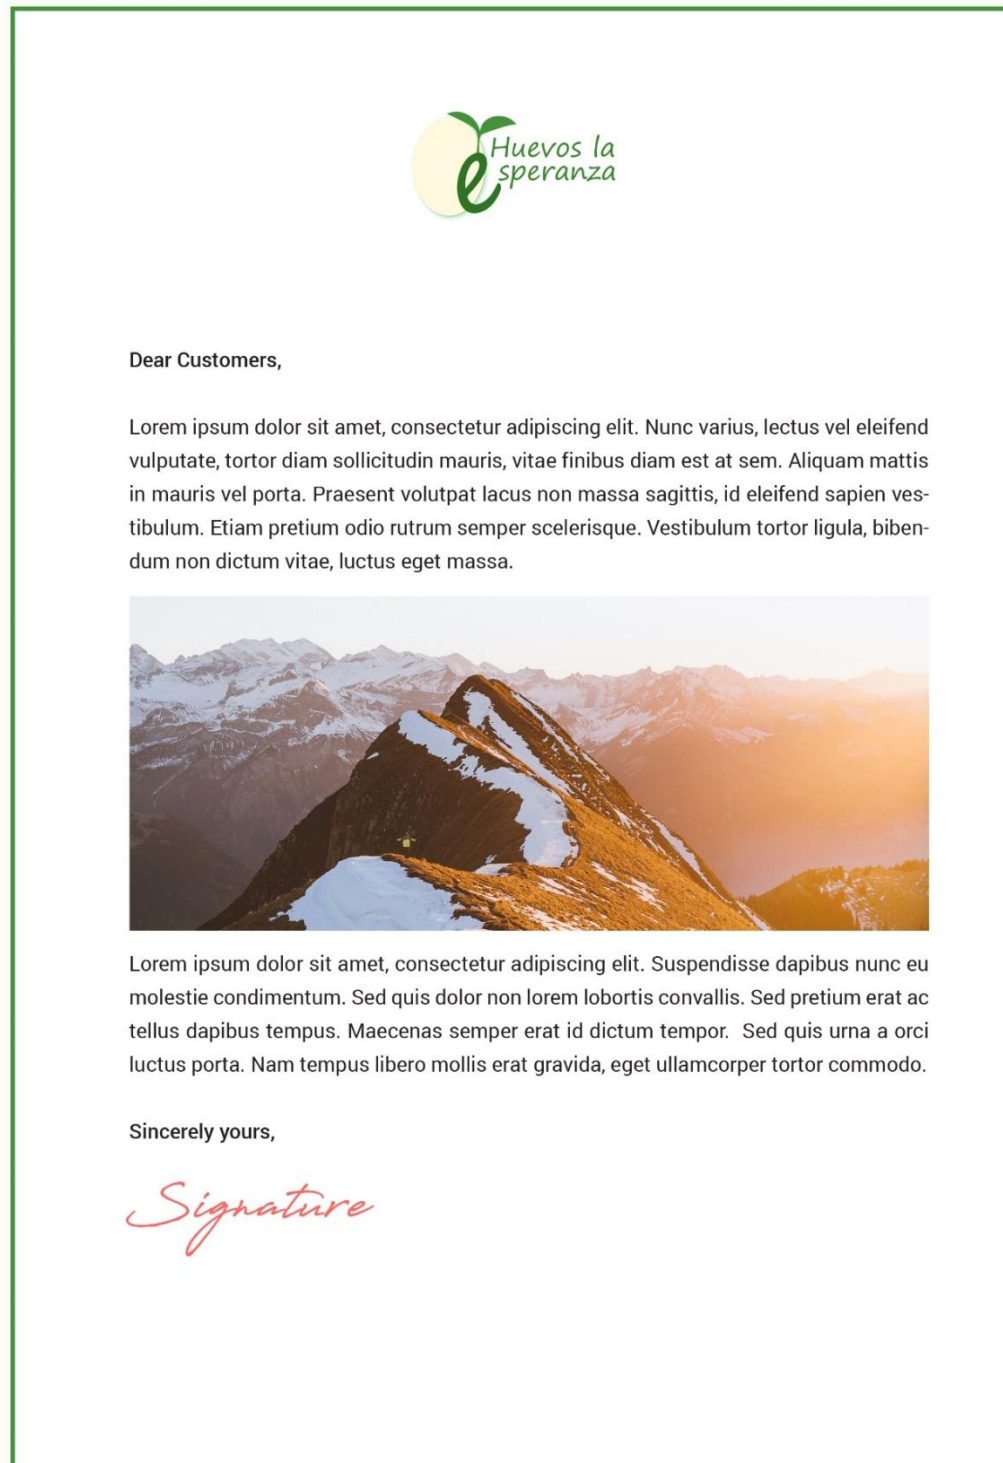 Huevos la
esperanza
Dear Customers,
Lorem ipsum dolor sit amet, consectetur adipiscing elit. Nunc varius, lectus vel eleifend
vulputate, tortor diam sollicitudin mauris, vitae finibus diam est at sem. Aliquam mattis
in mauris vel porta. Praesent volutpat lacus non massa sagittis, id eleifend sapien ves-
tibulum. Etiam pretium odio rutrum semper scelerisque. Vestibulum tortor ligula, biben-
dum non dictum vitae, luctus eget massa.
Lorem ipsum dolor sit amet, consectetur adipiscing elit. Suspendisse dapibus nunc eu
molestie condimentum. Sed quis dolor non lorem lobortis convallis. Sed pretium erat ac
tellus dapibus tempus. Maecenas semper erat id dictum tempor.  Sed quis urna a orci
luctus porta. Nam tempus libero mollis erat gravida, eget ullamcorper tortor commodo.
Sincerely yours,
Signature